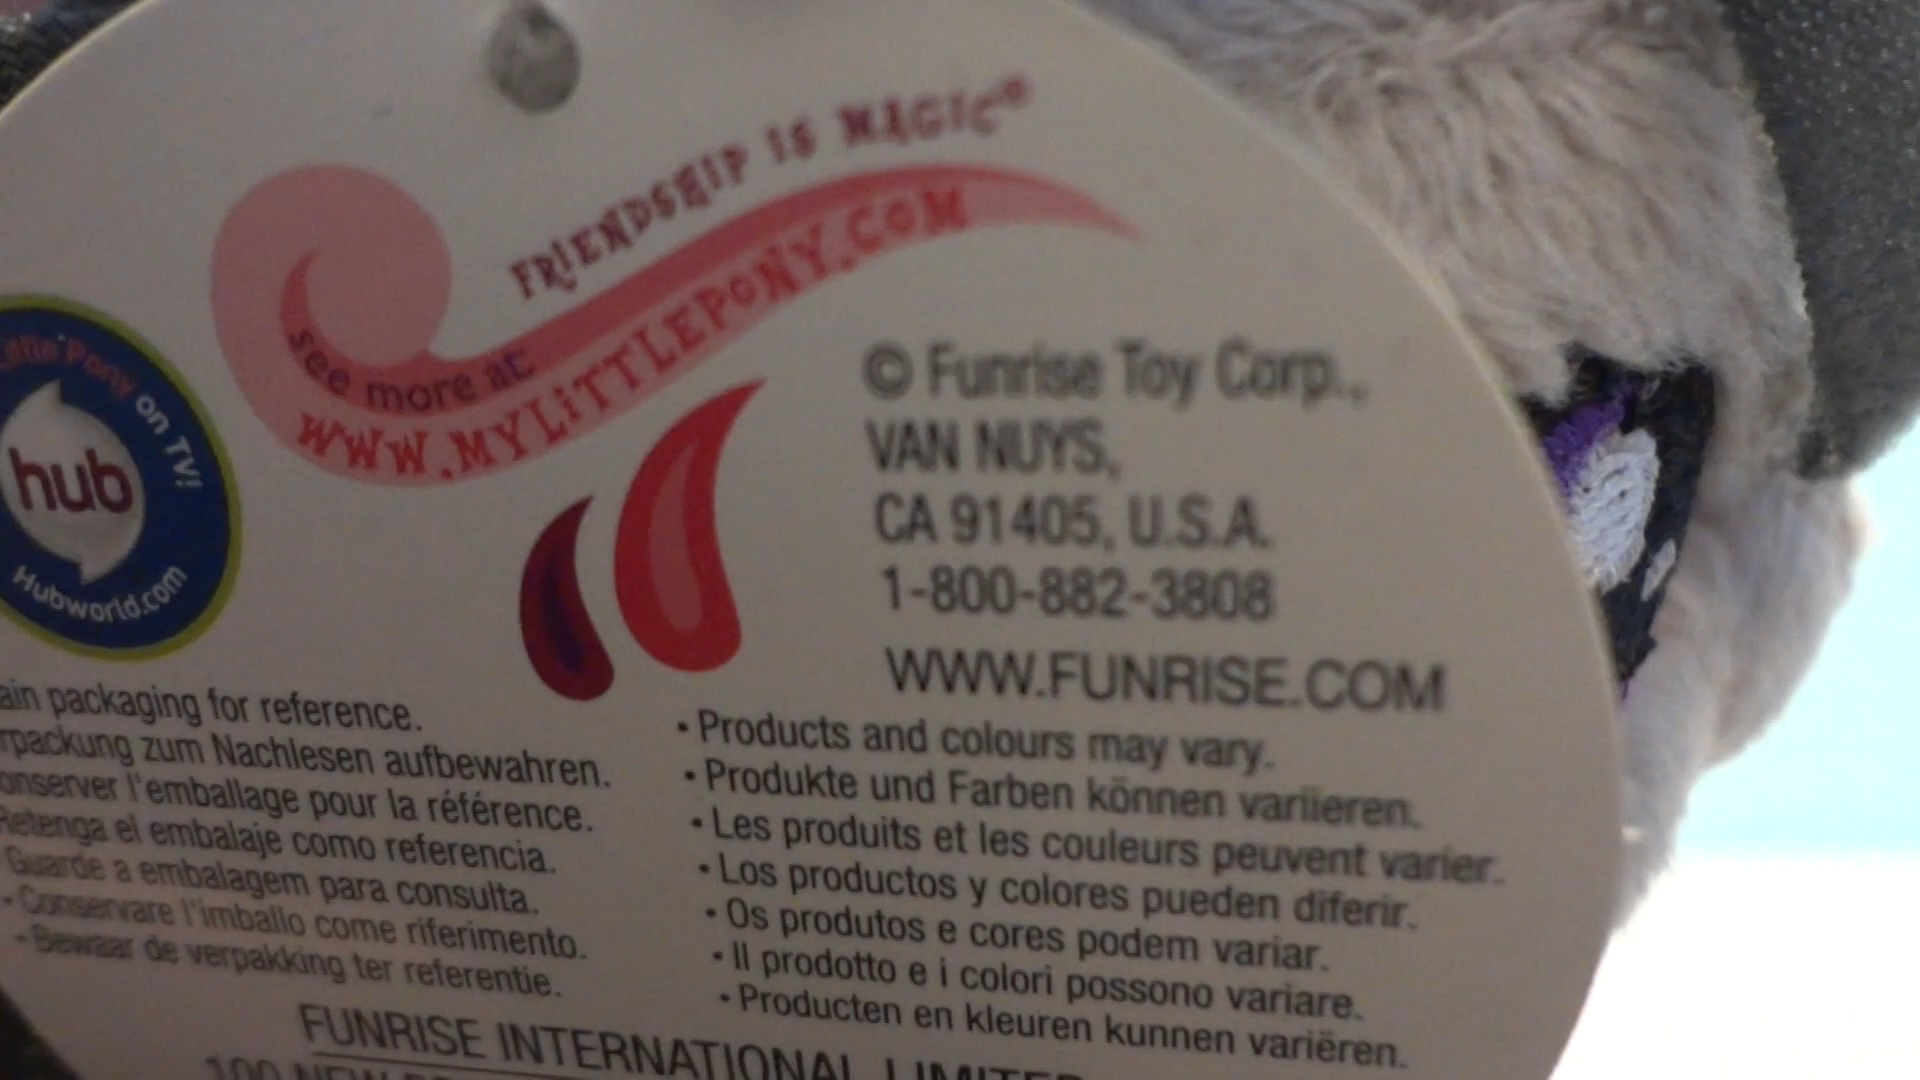 FRIENDSHIP IS MAGIC®
see more at
WWW.MYLiTTLEPONY.COM
Little Pony on TV!
hub
Hubworld.com
© Funrise Toy Corp.,
VAN NUYS,
CA 91405, U.S.A.
1-800-882-3808
WWW.FUNRISE.COM
packaging for reference.
zum Nachlesen aufbewahren.
l'emballage pour la référence.
Retenga el embalaje como referencia.
Guarde a embalagem para consulta.
- Conservare l'imballo come riferimento.
- Bewaar de verpakking ter referentie.
• Products and colours may vary.
• Produkte und Farben können variieren.
• Les produits et les couleurs peuvent varier.
• Los productos y colores pueden diferir.
• Os produtos e cores podem variar.
• Il prodotto e i colori possono variare.
• Producten en kleuren kunnen variëren.
FUNRISE INTERNATIONAL
100 NEW